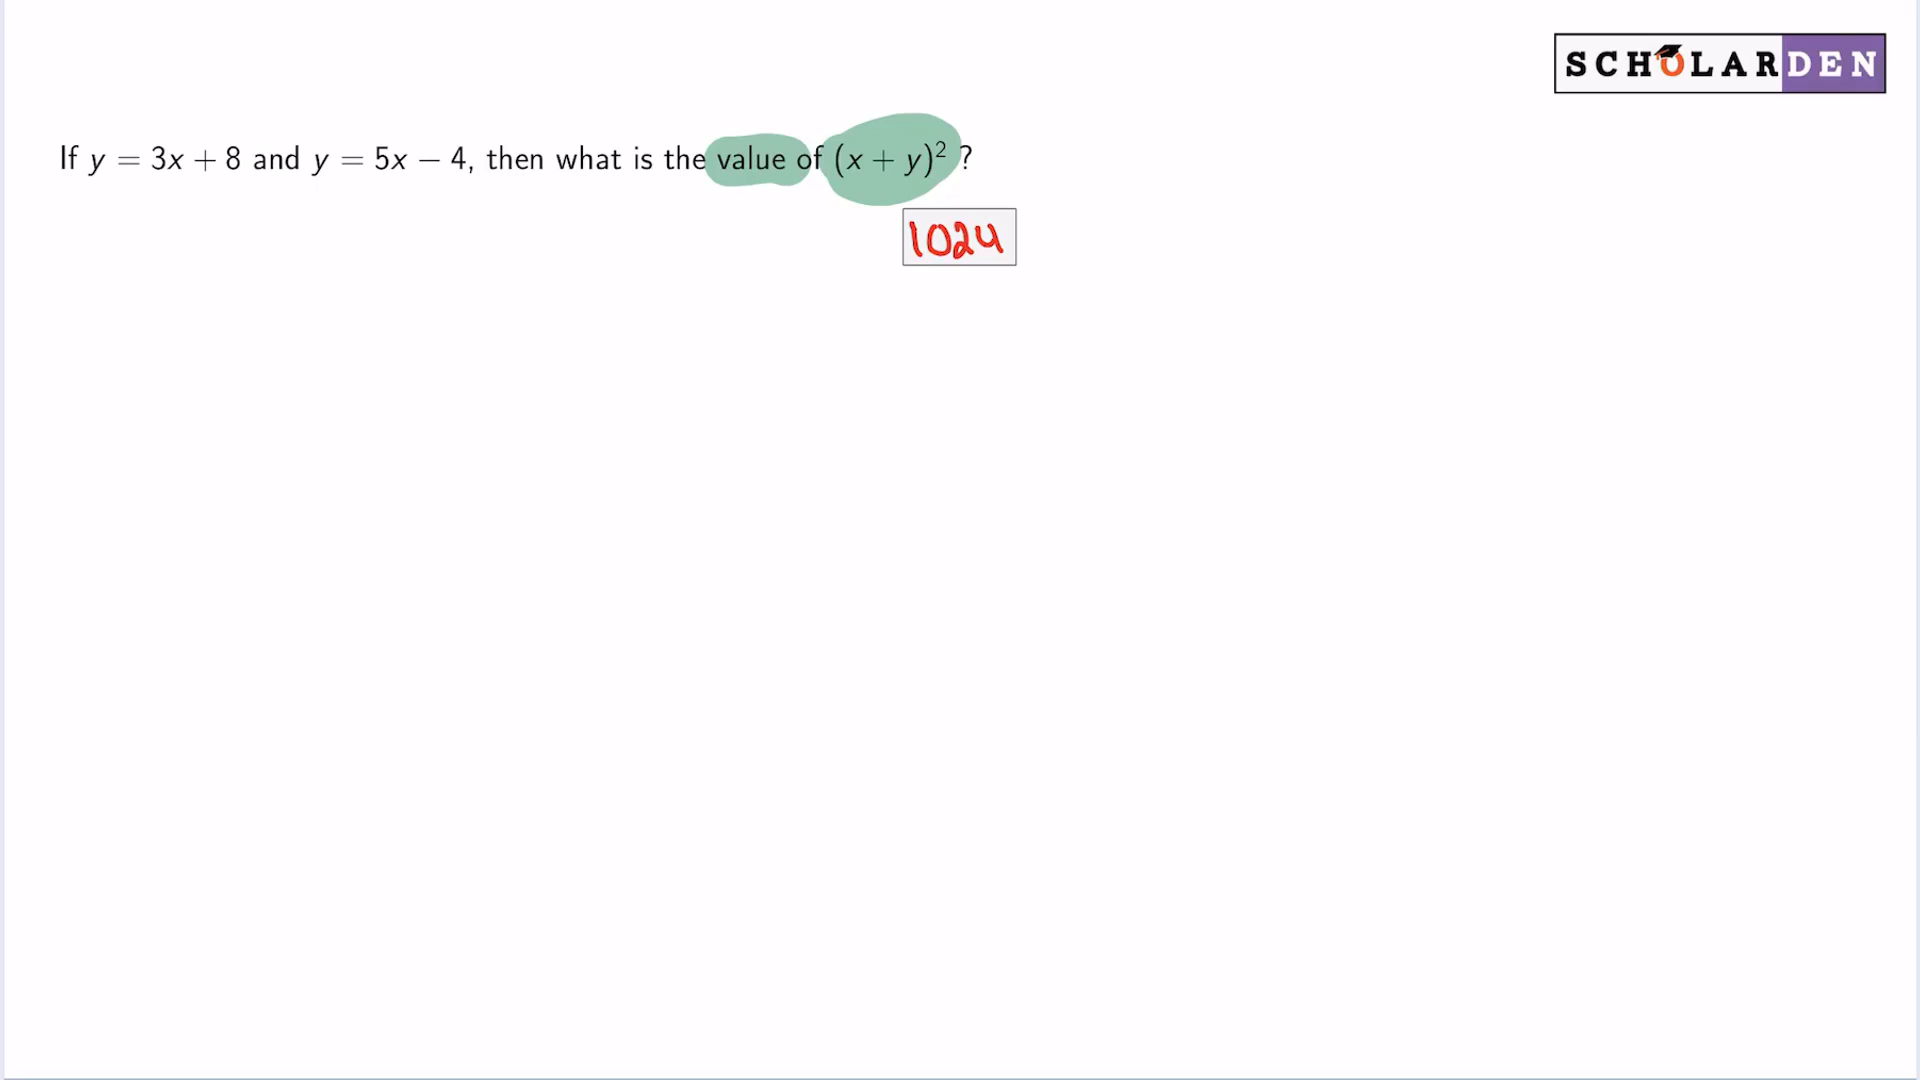 SCHOLARDEN
If y = 3x + 8 and y = 5x − 4, then what is the value of (x + y)² ?
1024